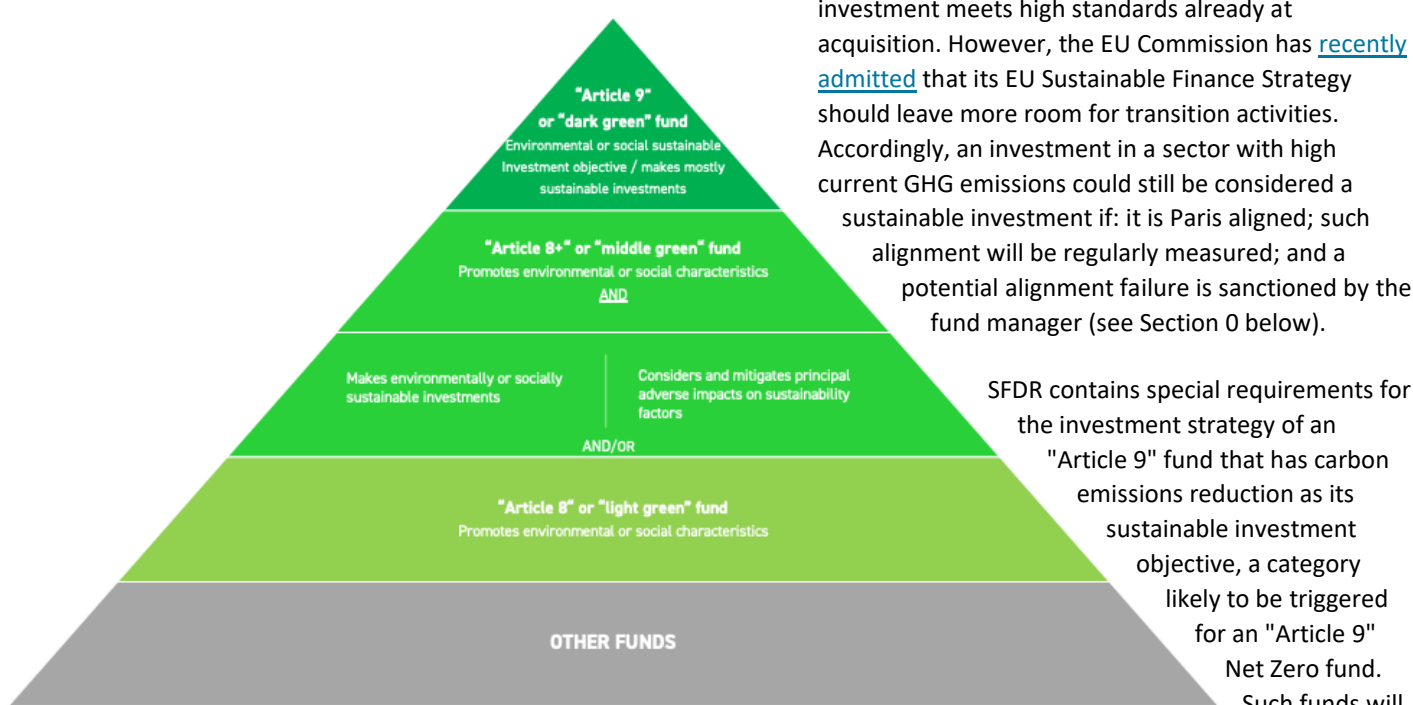 "Article 9"
or "dark green" fund
Environmental or social sustainable
Investment objective / makes mostly
sustainable investments
"Article 8+" or "middle green" fund
Promotes environmental or social characteristics
AND
Makes environmentally or socially
sustainable investments
Considers and mitigates principal
adverse impacts on sustainability
factors
AND/OR
"Article 8" or "light green" fund
Promotes environmental or social characteristics
OTHER FUNDS
investment meets high standards already at
acquisition. However, the EU Commission has recently
admitted that its EU Sustainable Finance Strategy
should leave more room for transition activities.
Accordingly, an investment in a sector with high
current GHG emissions could still be considered a
sustainable investment if: it is Paris aligned; such
alignment will be regularly measured; and a
potential alignment failure is sanctioned by the
fund manager (see Section 0 below).
SFDR contains special requirements for
the investment strategy of an
"Article 9" fund that has carbon
emissions reduction as its
sustainable investment
objective, a category
likely to be triggered
for an "Article 9"
Net Zero fund.
Such funds will